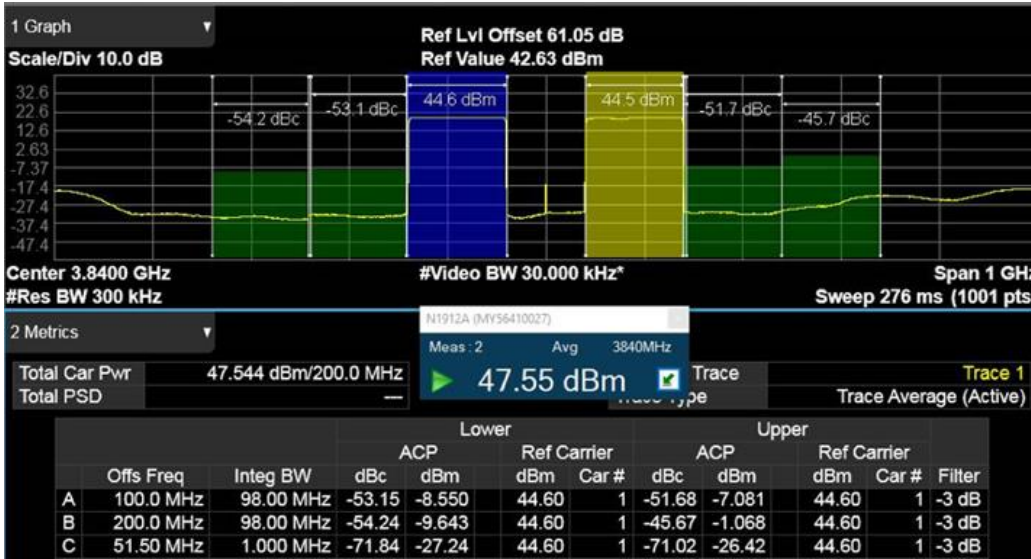 1 Graph
Scale/Div 10.0 dB
Ref Lvl Offset 61.05 dB
Ref Value 42.63 dBm
32.6
22.6
12.6
2.63
-7.37
-17.4
-27.4
-37.4
-47.4
-54.2 dBc
-53.1 dBc
44.6 dBm
44.5 dBm
-51.7 dBc
-45.7 dBc
Center 3.8400 GHz
#Video BW 30.000 kHz*
Span 1 GHz
#Res BW 300 kHz
Sweep 276 ms (1001 pts
2 Metrics
N1912A (MY56410027)
Meas : 2 Avg 3840MHz
47.55 dBm
Total Car Pwr 47.544 dBm/200.0 MHz
Trace Trace 1
Total PSD ---
Type Trace Average (Active)
Lower Upper
ACP Ref Carrier ACP Ref Carrier
Offs Freq Integ BW dBc dBm dBm Car # dBc dBm dBm Car # Filter
A 100.0 MHz 98.00 MHz -53.15 -8.550 44.60 1 -51.68 -7.081 44.60 1 -3 dB
B 200.0 MHz 98.00 MHz -54.24 -9.643 44.60 1 -45.67 -1.068 44.60 1 -3 dB
C 51.50 MHz 1.000 MHz -71.84 -27.24 44.60 1 -71.02 -26.42 44.60 1 -3 dB